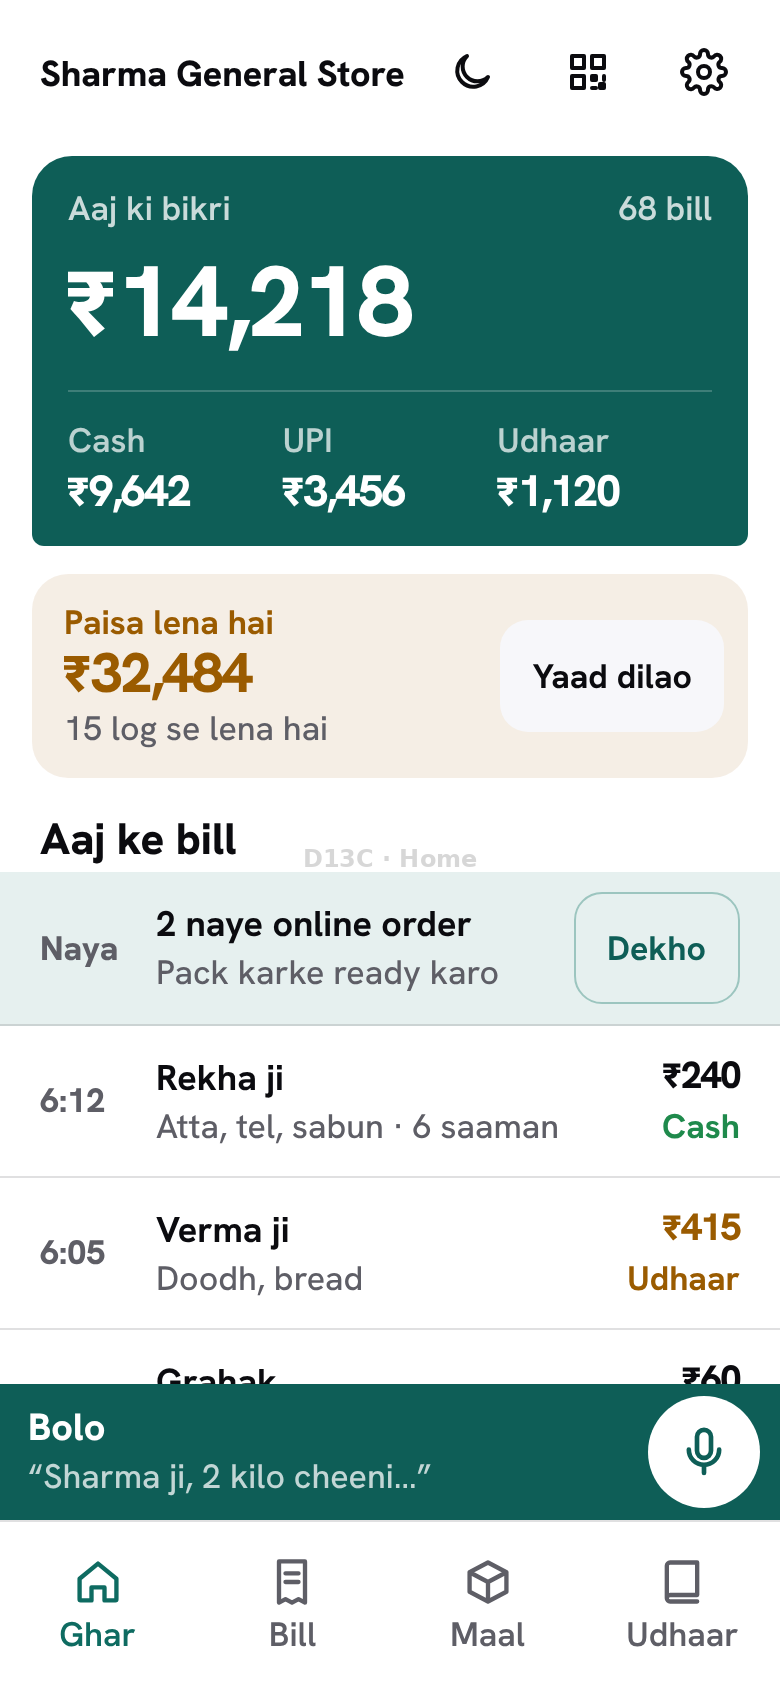 Sharma General Store
Aaj ki bikri 68 bill
₹14,218
Cash UPI Udhaar
₹9,642 ₹3,456 ₹1,120
Paisa lena hai
₹32,484
15 log se lena hai
Yaad dilao
Aaj ke bill
D13C · Home
Naya
2 naye online order
Pack karke ready karo
Dekho
6:12
Rekha ji ₹240
Atta, tel, sabun · 6 saaman Cash
6:05
Verma ji ₹415
Doodh, bread Udhaar
Grahak ₹60
Bolo
“Sharma ji, 2 kilo cheeni…”
Ghar Bill Maal Udhaar